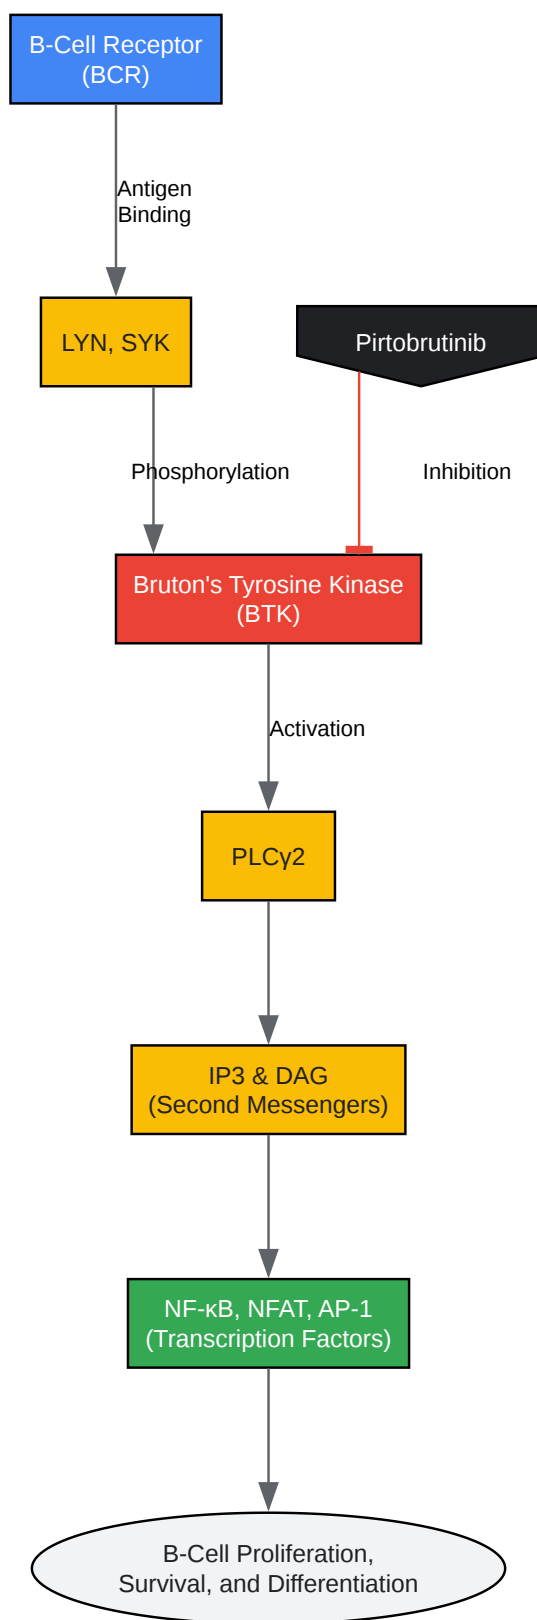 B-Cell Receptor
(BCR)
Antigen
Binding
LYN, SYK
Pirtobrutinib
Phosphorylation
Inhibition
Bruton's Tyrosine Kinase
(BTK)
Activation
PLCγ2
IP3 & DAG
(Second Messengers)
NF-κB, NFAT, AP-1
(Transcription Factors)
B-Cell Proliferation,
Survival, and Differentiation